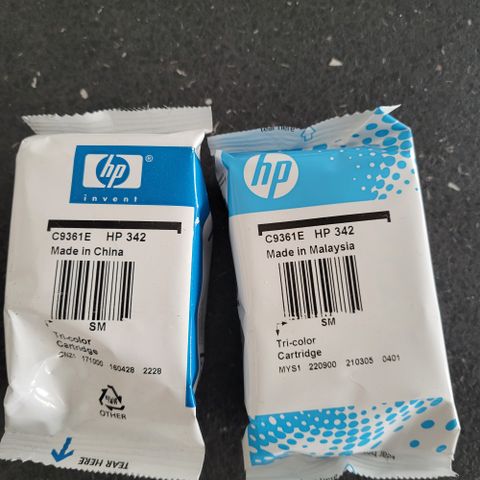 hp
®
invent
C9361E HP 342
Made in China
SM
Tri-color
Cartridge
171000 160428 2228
OTHER
TEAR HERE
tear here
hp
C9361E HP 342
Made in Malaysia
SM
Tri-color
Cartridge
MYS1 220900 210305 0401